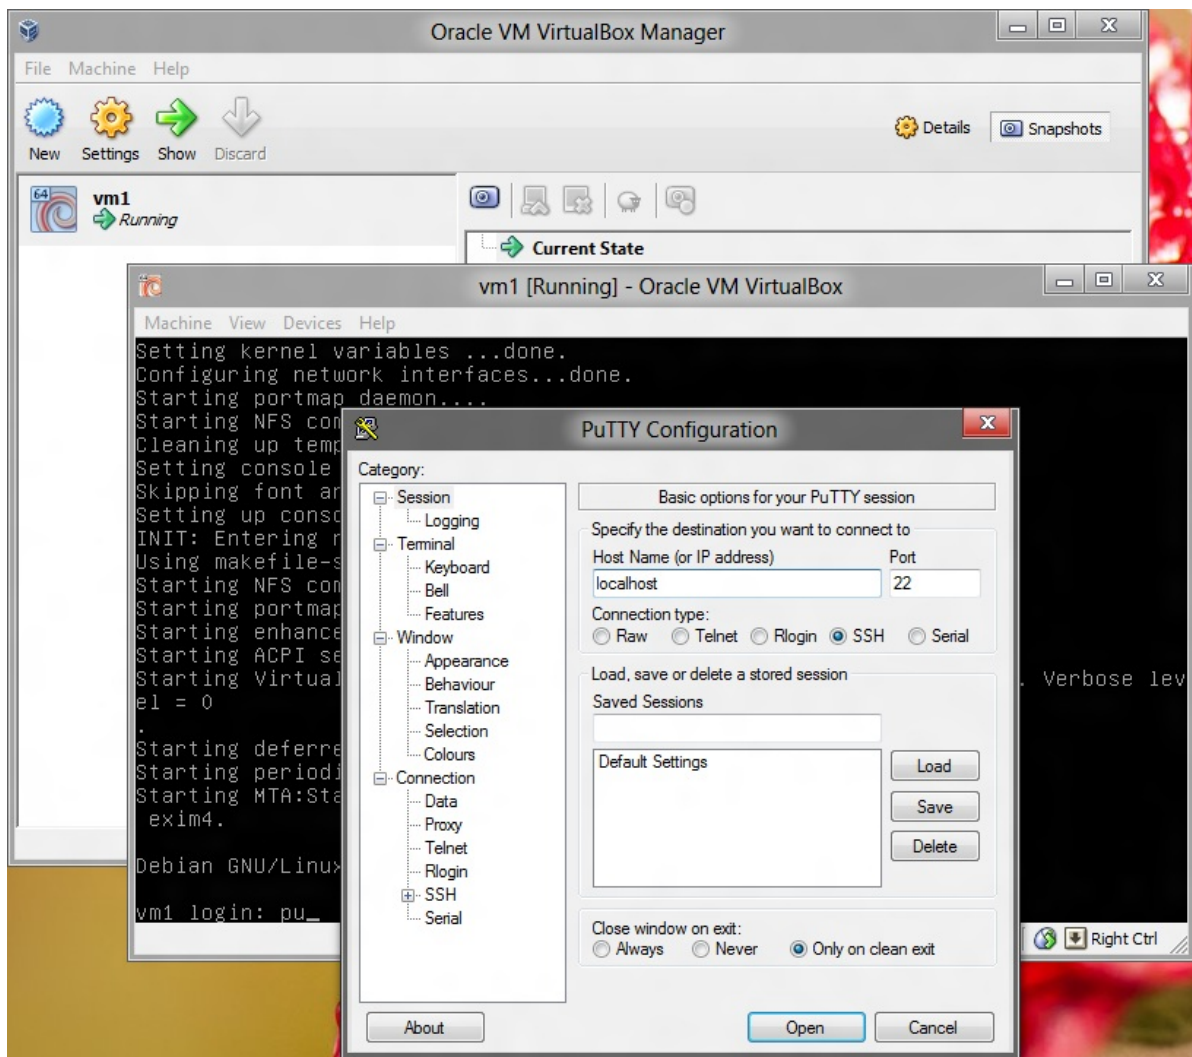 Oracle VM VirtualBox Manager
File Machine Help
New Settings Show Discard
Details Snapshots
64
vm1
Running
Current State
vm1 [Running] - Oracle VM VirtualBox
Machine View Devices Help
Setting kernel variables ...done.
Configuring network interfaces...done.
Starting portmap daemon....
Starting NFS com
Cleaning up temp
Setting console
Skipping font an
Setting up conso
INIT: Entering r
Using makefile-s
Starting NFS com
Starting portmap
Starting enhance
Starting ACPI se
Starting Virtual . Verbose lev
el = 0
.
Starting deferre
Starting periodi
Starting MTA:Sta
exim4.
Debian GNU/Linux
vm1 login: pu_
Right Ctrl
PuTTY Configuration
Category:
Session
Logging
Terminal
Keyboard
Bell
Features
Window
Appearance
Behaviour
Translation
Selection
Colours
Connection
Data
Proxy
Telnet
Rlogin
SSH
Serial
Basic options for your PuTTY session
Specify the destination you want to connect to
Host Name (or IP address) Port
localhost 22
Connection type:
Raw Telnet Rlogin SSH Serial
Load, save or delete a stored session
Saved Sessions
Default Settings
Load
Save
Delete
Close window on exit:
Always Never Only on clean exit
About Open Cancel